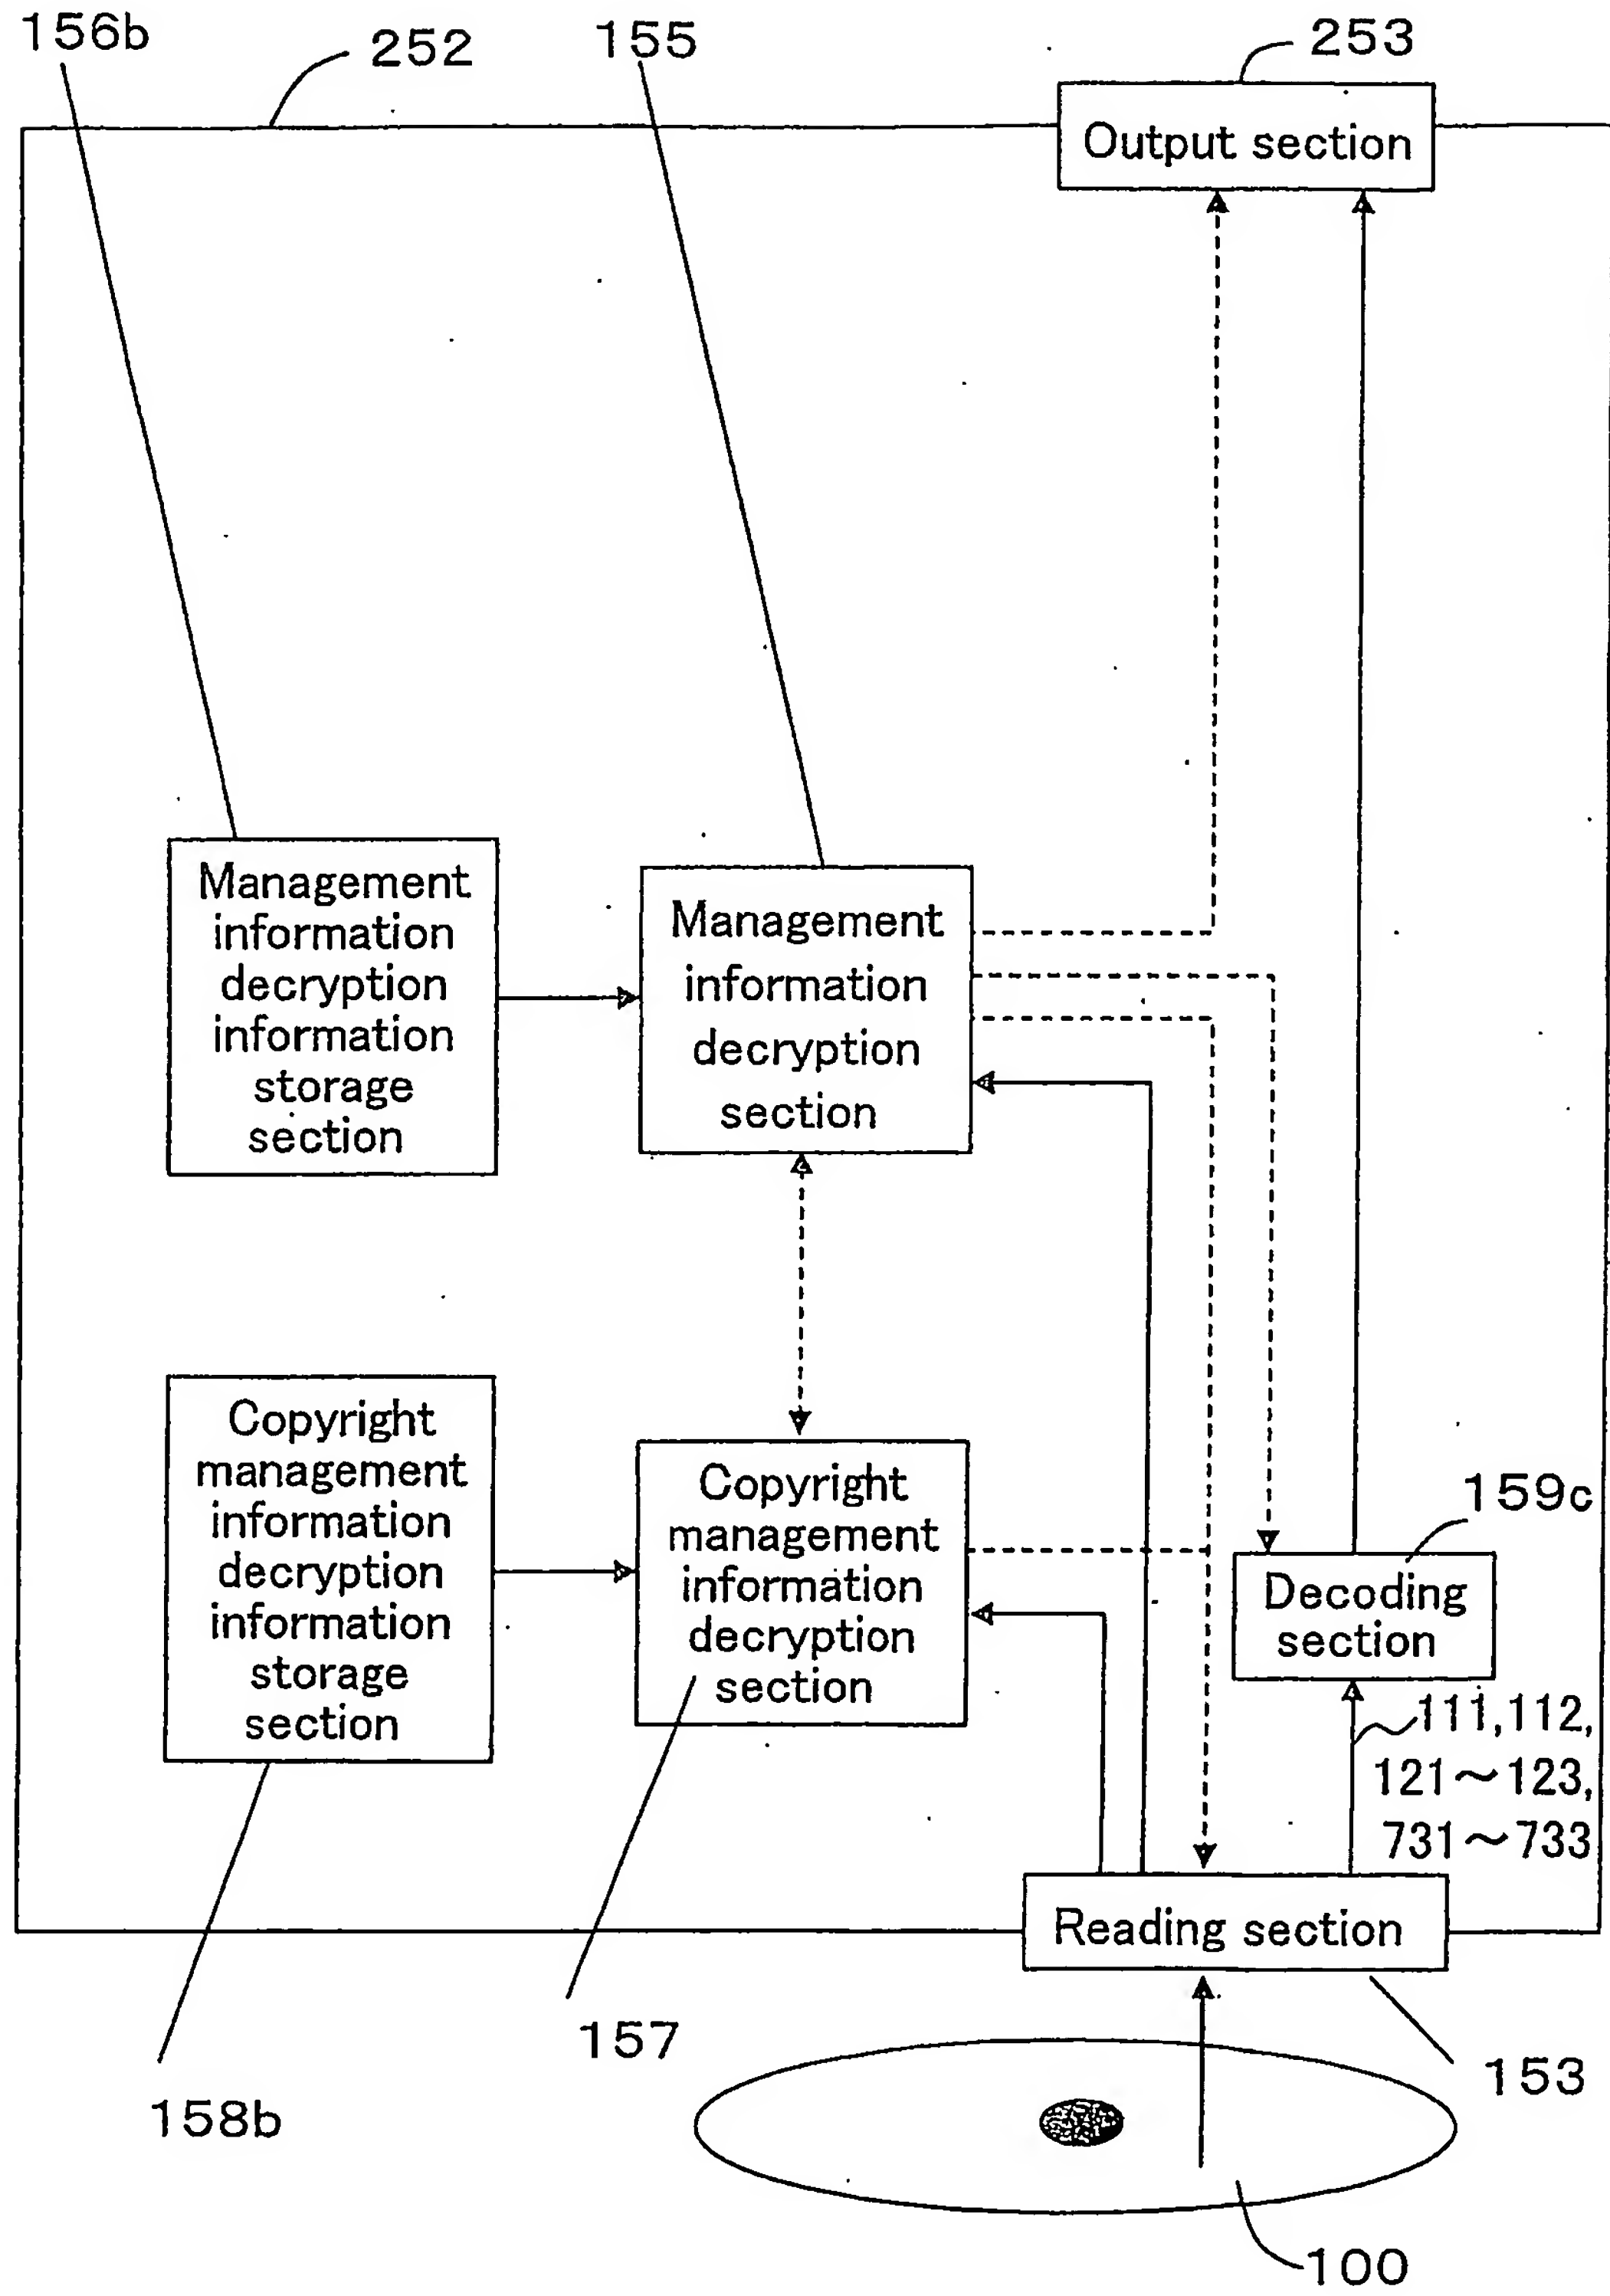 156b
252
155
253
Output section
Management
information
decryption
information
storage
section
Management
information
decryption
section
Copyright
management
information
decryption
information
storage
section
Copyright
management
information
decryption
section
159c
Decoding
section
111,112,
121～123,
731～733
Reading section
157
153
158b
100